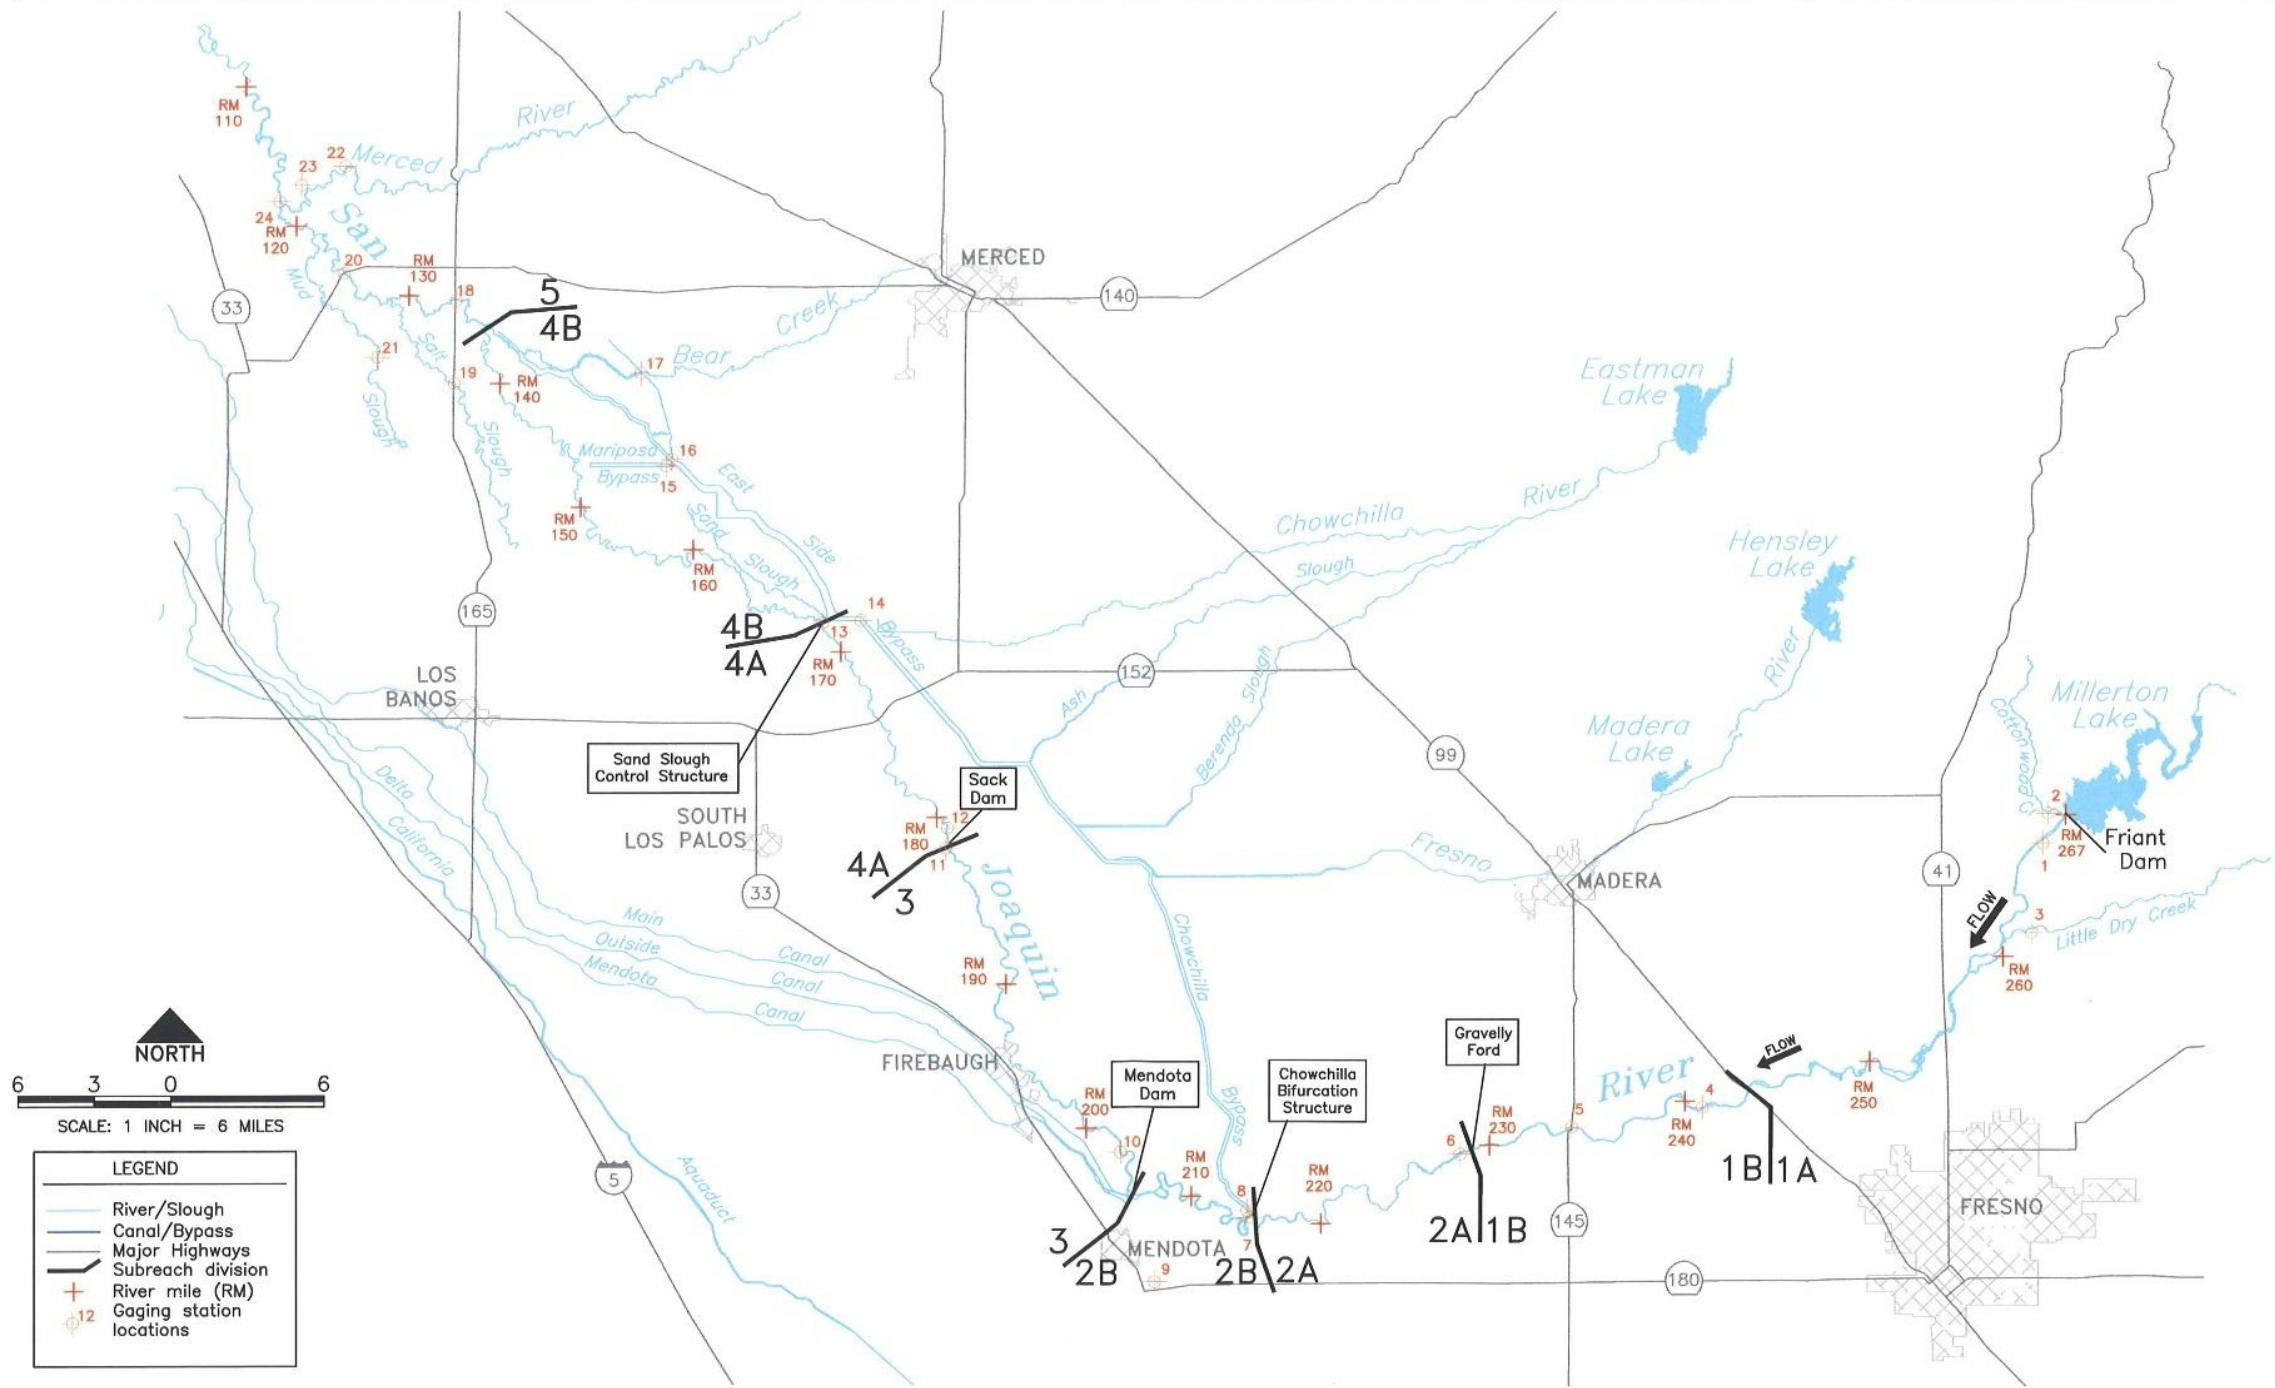 RM
110
River
22
Merced
23
24
RM
120
San
20
RM
130
Mud
18
5
4B
MERCED
140
33
Creek
Bear
17
21
Salt
19
RM
140
Slough
Slough
Mariposa
Bypass
16
15
East
Side
Bypass
Sand
Slough
RM
150
RM
160
Eastman
Lake
River
Chowchilla
Slough
Hensley
Lake
River
165
4B
4A
13
14
RM
170
152
LOS
BANOS
Ash
Berenda Slough
Madera
Lake
99
Cottonwood
Millerton
Lake
Sand Slough
Control Structure
Sack
Dam
SOUTH
LOS PALOS
Delta
California
RM
180
12
11
4A
3
33
Joaquin
Fresno
MADERA
41
2
RM
267
1
Friant
Dam
FLOW
3
Little Dry Creek
RM
260
Main
Canal
Outside
Canal
Mendota
Canal
RM
190
Chowchilla
Bypass
NORTH
6 3 0 6
SCALE: 1 INCH = 6 MILES
FIREBAUGH
RM
200
Mendota
Dam
Chowchilla
Bifurcation
Structure
Gravelly
Ford
River
FLOW
RM
250
4
RM
240
5
RM
230
6
10
RM
210
8
RM
220
1B 1A
2A 1B
145
FRESNO
5
Aquaduct
3
2B
MENDOTA
9
7
2B 2A
180
LEGEND
River/Slough
Canal/Bypass
Major Highways
Subreach division
River mile (RM)
12 Gaging station
locations